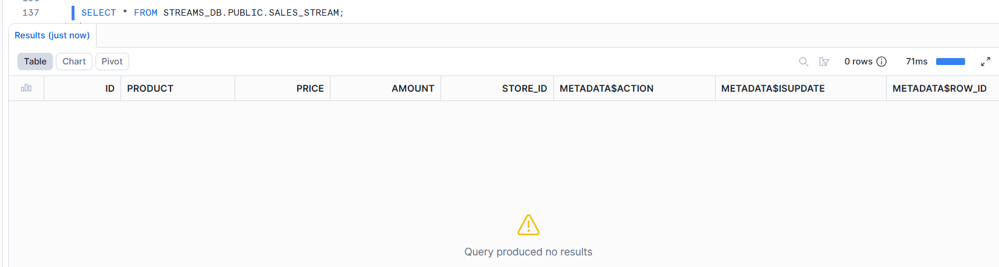 137 SELECT * FROM STREAMS_DB.PUBLIC.SALES_STREAM;
Results (just now)
Table Chart Pivot 0 rows 71ms
ID PRODUCT PRICE AMOUNT STORE_ID METADATA$ACTION METADATA$ISUPDATE METADATA$ROW_ID
Query produced no results